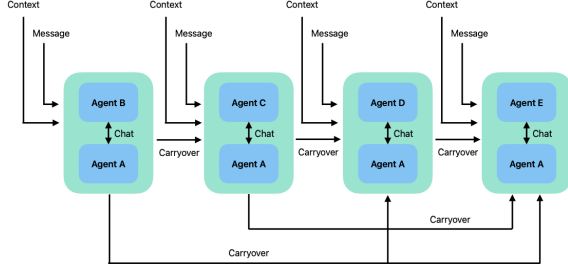 Context
Context
Context
Context
Message
Message
Message
Message
Agent B
Agent C
Agent D
Agent E
Chat
Chat
Chat
Chat
Carryover
Carryover
Carryover
Agent A
Agent A
Agent A
Agent A
Carryover
Carryover